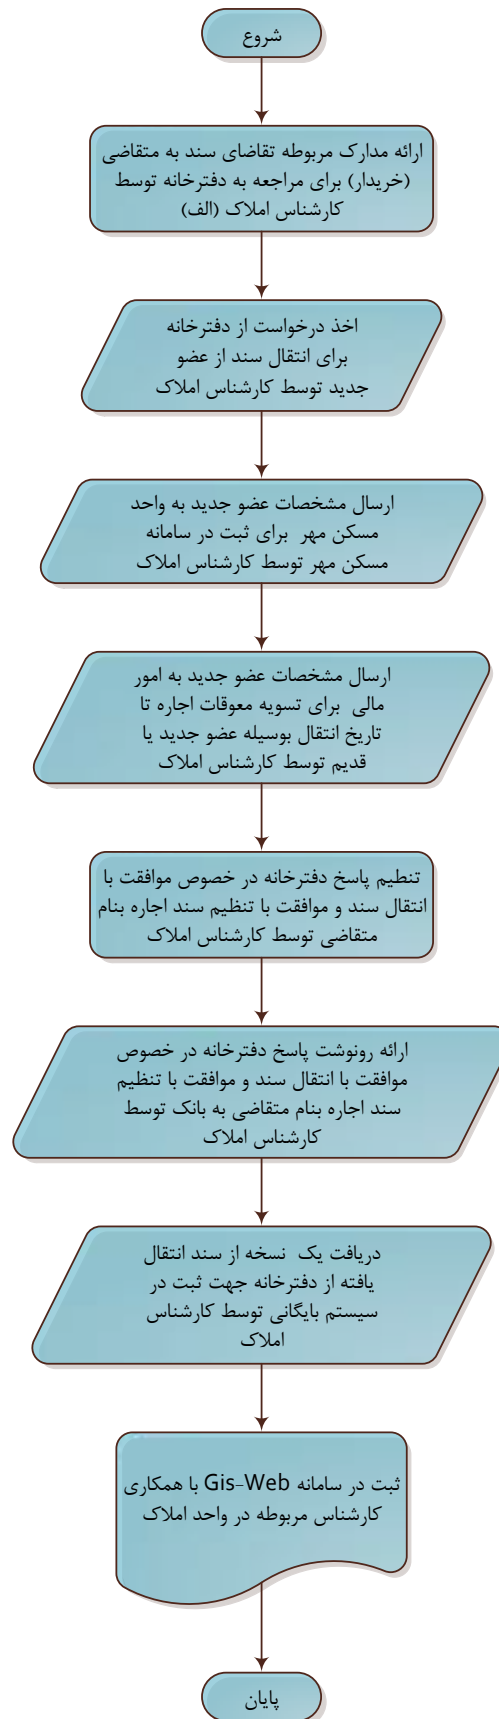 شروع
ارائه مدارک مربوطه تقاضای سند به متقاضی
(خریدار) برای مراجعه به دفترخانه توسط
کارشناس املاک (الف)
اخذ درخواست از دفترخانه
برای انتقال سند از عضو
جدید توسط کارشناس املاک
ارسال مشخصات عضو جدید به واحد
مسکن مهر برای ثبت در سامانه
مسکن مهر توسط کارشناس املاک
ارسال مشخصات عضو جدید به امور
مالی برای تسویه معوقات اجاره تا
تاریخ انتقال بوسیله عضو جدید یا
قدیم توسط کارشناس املاک
تنطیم پاسخ دفترخانه در خصوص موافقت با
انتقال سند و موافقت با تنظیم سند اجاره بنام
متقاضی توسط کارشناس املاک
ارائه رونوشت پاسخ دفترخانه در خصوص
موافقت با انتقال سند و موافقت با تنظیم
سند اجاره بنام متقاضی به بانک توسط
کارشناس املاک
دریافت یک نسخه از سند انتقال
یافته از دفترخانه جهت ثبت در
سیستم بایگانی توسط کارشناس
املاک
ثبت در سامانه Gis-Web با همکاری
کارشناس مربوطه در واحد املاک
پایان